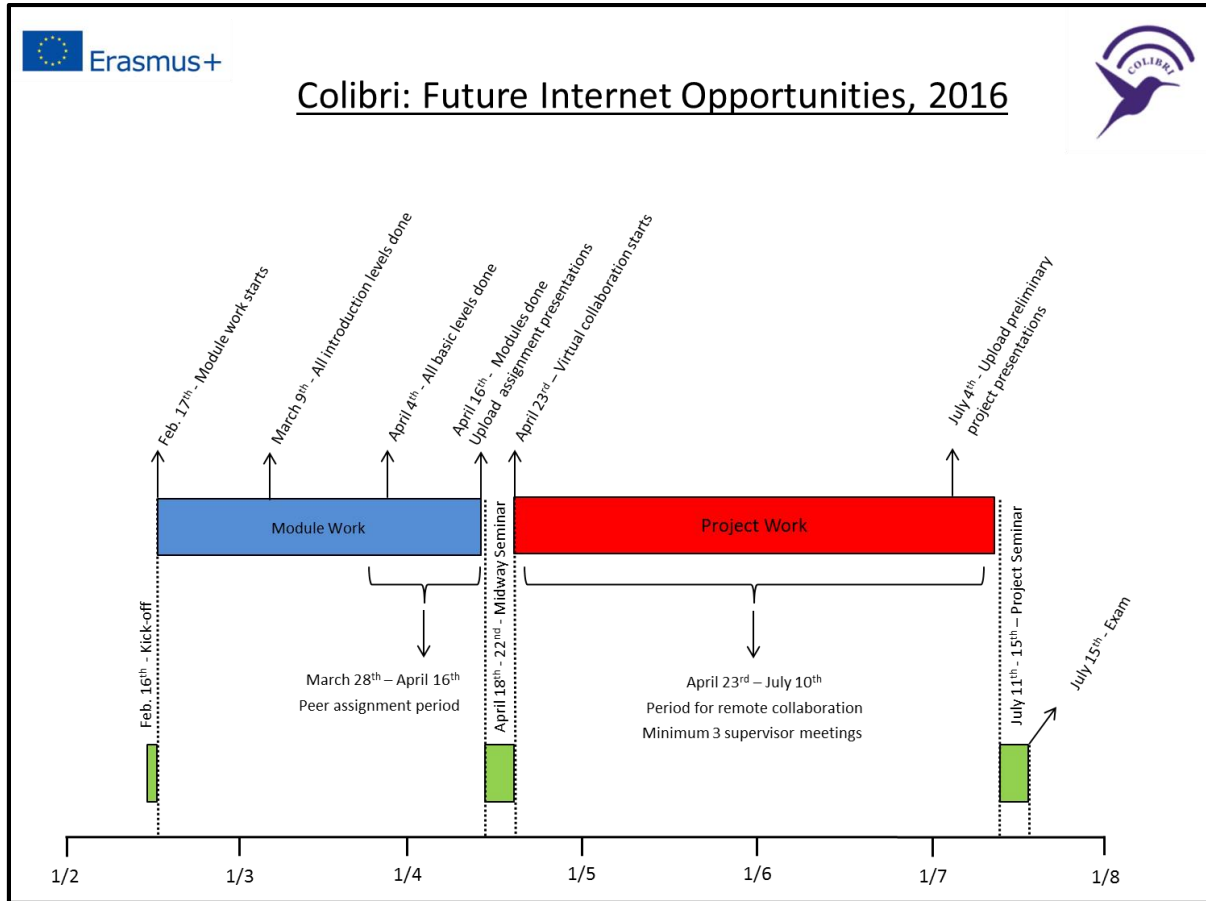 Erasmus+
COLIBRI
Colibri: Future Internet Opportunities, 2016
Feb. 17th - Module work starts
March 9th - All introduction levels done
April 4th - All basic levels done
April 16th - Modules done
Upload assignment presentations
April 23rd – Virtual collaboration starts
July 4th - Upload preliminary
project presentations
Module Work
Project Work
Feb. 16th - Kick-off
March 28th – April 16th
Peer assignment period
April 18th - 22nd - Midway Seminar
April 23rd – July 10th
Period for remote collaboration
Minimum 3 supervisor meetings
July 11th - 15th – Project Seminar
July 15th - Exam
1/2
1/3
1/4
1/5
1/6
1/7
1/8